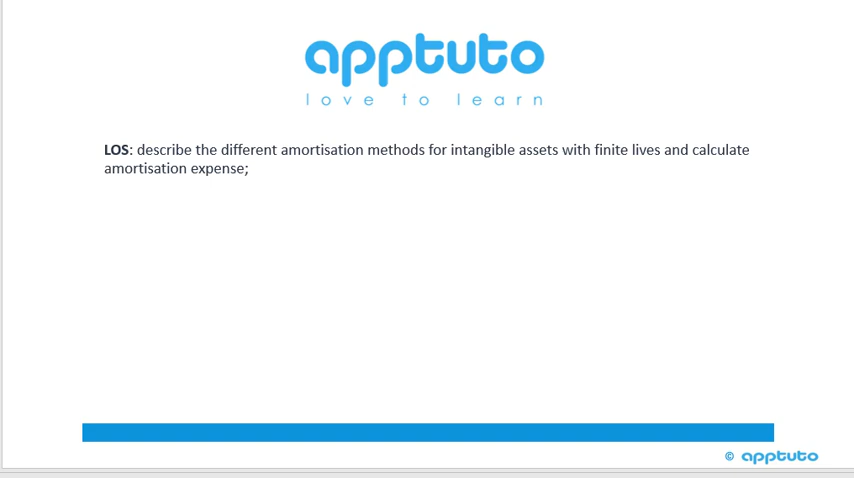 apptuto
love to learn
LOS: describe the different amortisation methods for intangible assets with finite lives and calculate
amortisation expense;
© apptuto